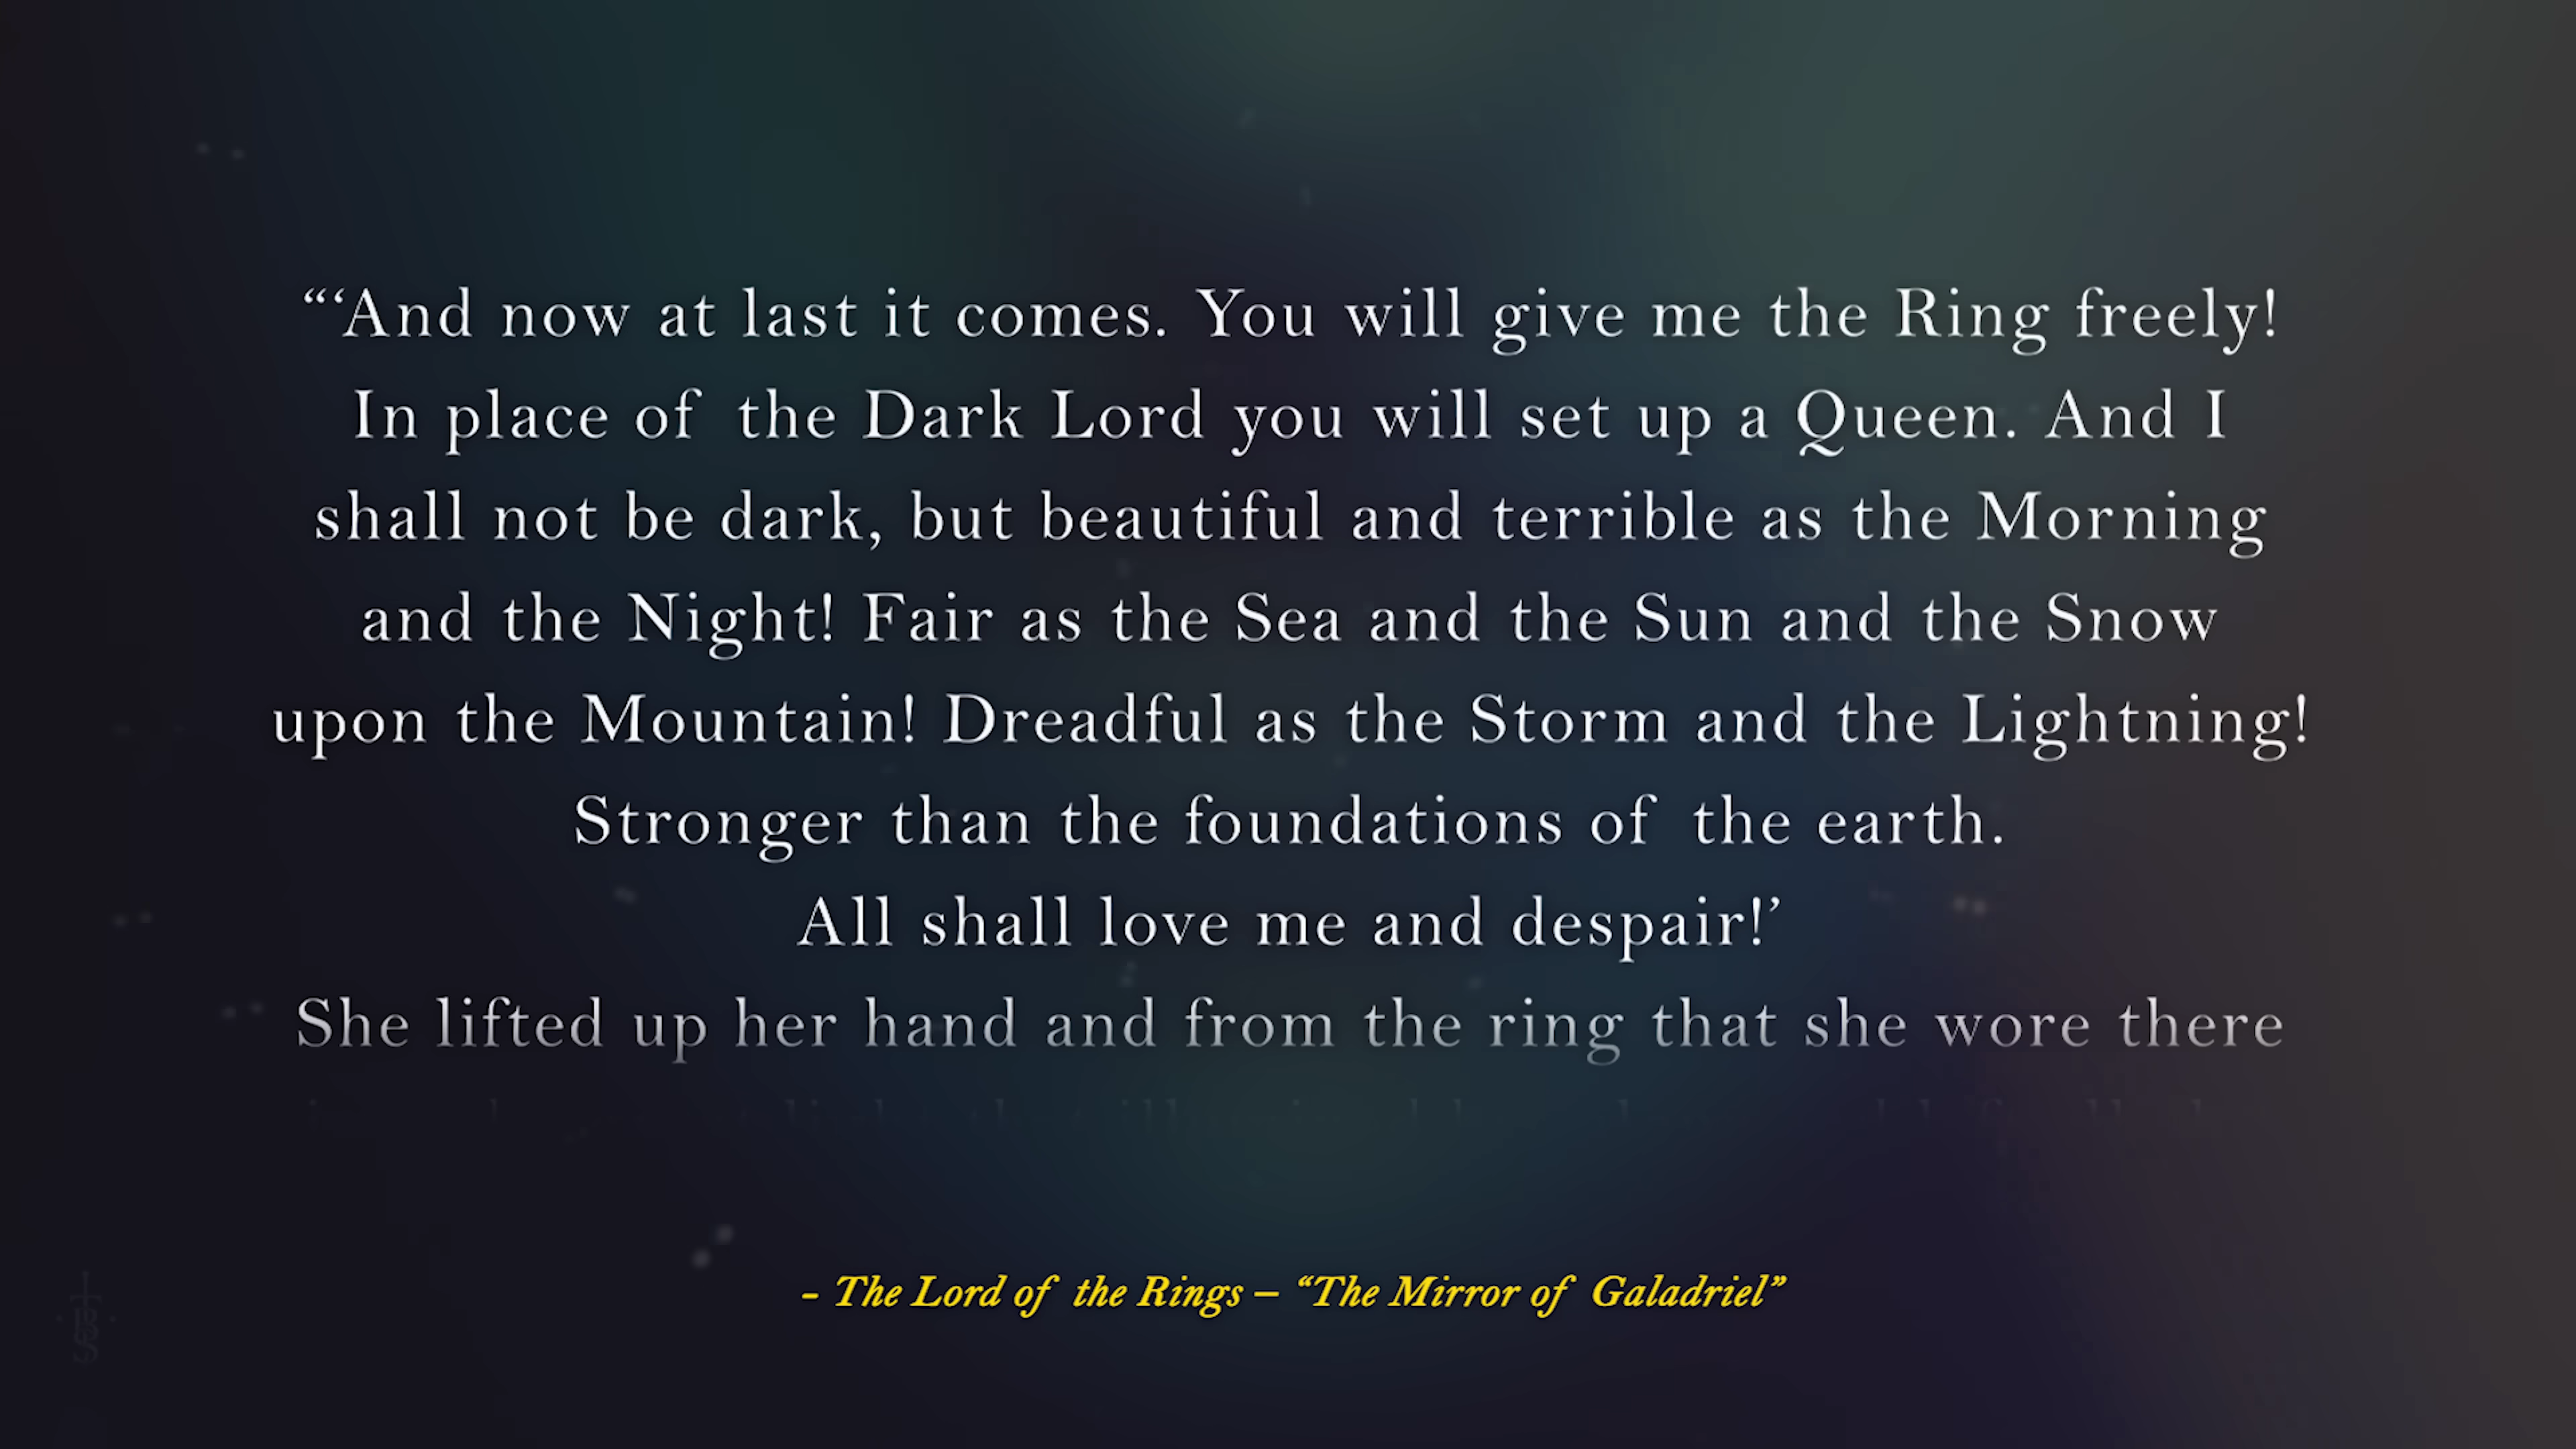 “‘And now at last it comes. You will give me the Ring freely!
In place of the Dark Lord you will set up a Queen. And I
shall not be dark, but beautiful and terrible as the Morning
and the Night! Fair as the Sea and the Sun and the Snow
upon the Mountain! Dreadful as the Storm and the Lightning!
Stronger than the foundations of the earth.
All shall love me and despair!’
She lifted up her hand and from the ring that she wore there
- The Lord of the Rings – “The Mirror of Galadriel”